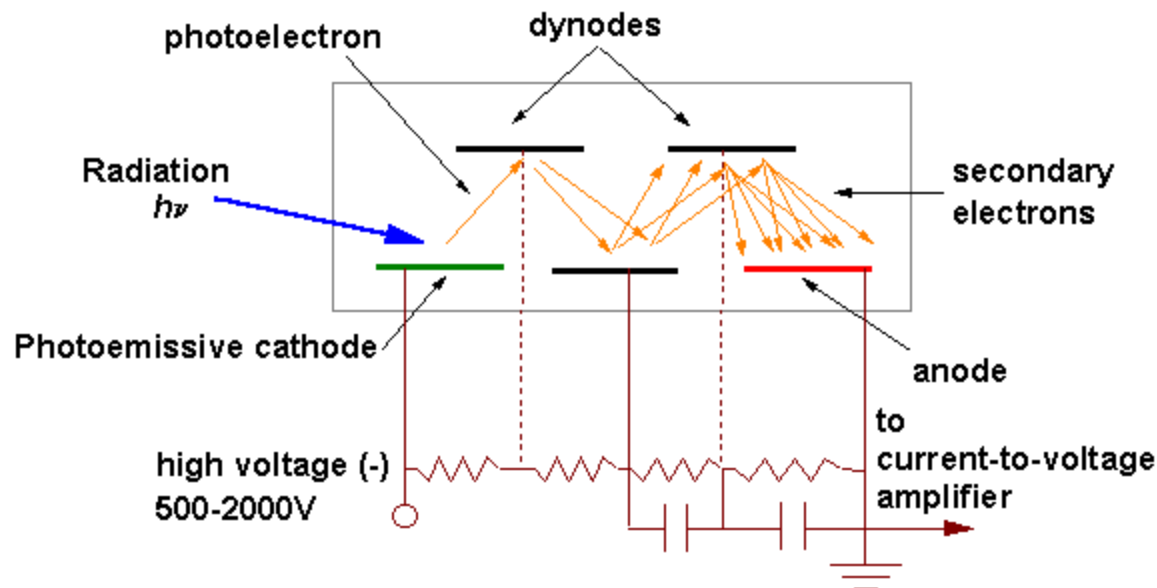 dynodes
photoelectron
Radiation
hν
secondary
electrons
Photoemissive cathode
anode
to
current-to-voltage
amplifier
high voltage (-)
500-2000V